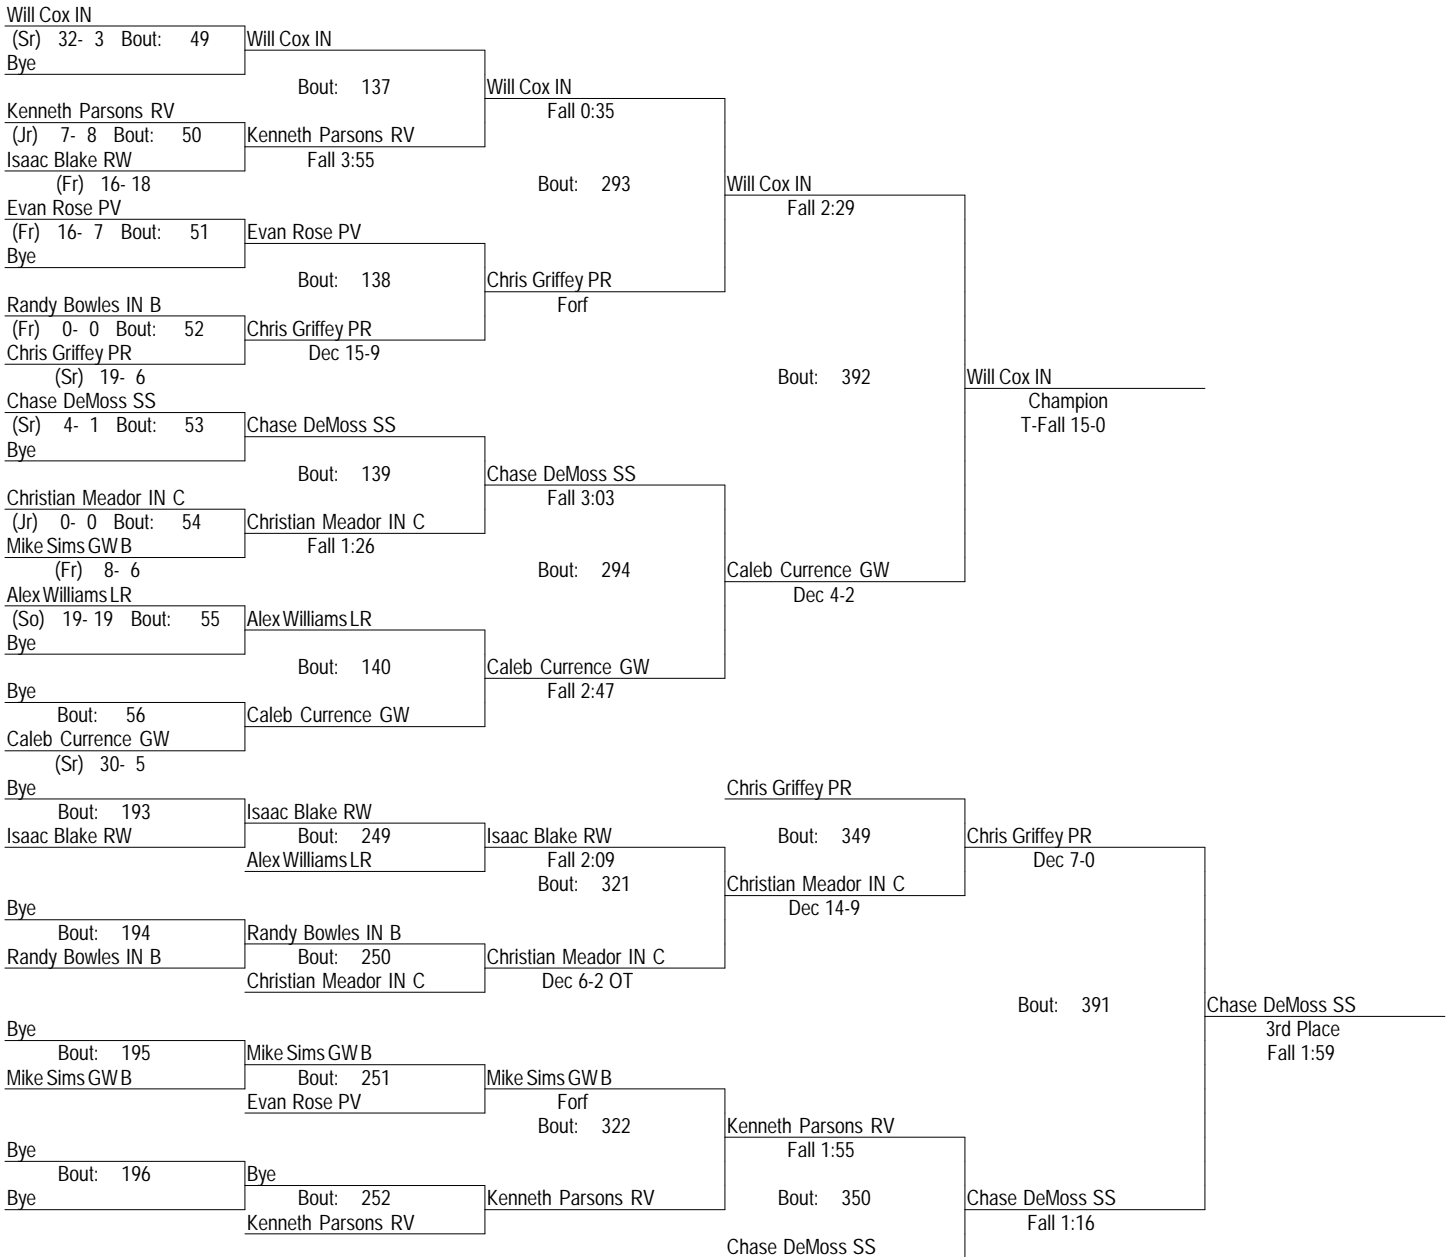 Will Cox IN
(Sr) 32- 3 Bout: 49 Will Cox IN
Bye
Bout: 137 Will Cox IN
Kenneth Parsons RV Fall 0:35
(Jr) 7- 8 Bout: 50 Kenneth Parsons RV
Isaac Blake RW Fall 3:55
(Fr) 16- 18 Bout: 293 Will Cox IN
Evan Rose PV Fall 2:29
(Fr) 16- 7 Bout: 51 Evan Rose PV
Bye
Bout: 138 Chris Griffey PR
Randy Bowles IN B Forf
(Fr) 0- 0 Bout: 52 Chris Griffey PR
Chris Griffey PR Dec 15-9
(Sr) 19- 6 Bout: 392 Will Cox IN
Chase DeMoss SS Champion
(Sr) 4- 1 Bout: 53 Chase DeMoss SS T-Fall 15-0
Bye
Bout: 139 Chase DeMoss SS
Christian Meador IN C Fall 3:03
(Jr) 0- 0 Bout: 54 Christian Meador IN C
Mike Sims GW B Fall 1:26
(Fr) 8- 6 Bout: 294 Caleb Currence GW
Alex Williams LR Dec 4-2
(So) 19- 19 Bout: 55 Alex Williams LR
Bye
Bout: 140 Caleb Currence GW
Bye Fall 2:47
Bout: 56 Caleb Currence GW
Caleb Currence GW
(Sr) 30- 5
Bye Chris Griffey PR
Bout: 193 Isaac Blake RW
Isaac Blake RW Bout: 249 Isaac Blake RW Bout: 349 Chris Griffey PR
Alex Williams LR Fall 2:09 Dec 7-0
Bout: 321 Christian Meador IN C
Bye Dec 14-9
Bout: 194 Randy Bowles IN B
Randy Bowles IN B Bout: 250 Christian Meador IN C
Christian Meador IN C Dec 6-2 OT
Bout: 391 Chase DeMoss SS
Bye 3rd Place
Bout: 195 Mike Sims GW B Fall 1:59
Mike Sims GW B Bout: 251 Mike Sims GW B
Evan Rose PV Forf
Bout: 322 Kenneth Parsons RV
Bye Fall 1:55
Bout: 196 Bye
Bye Bout: 252 Kenneth Parsons RV Bout: 350 Chase DeMoss SS
Kenneth Parsons RV Fall 1:16
Chase DeMoss SS